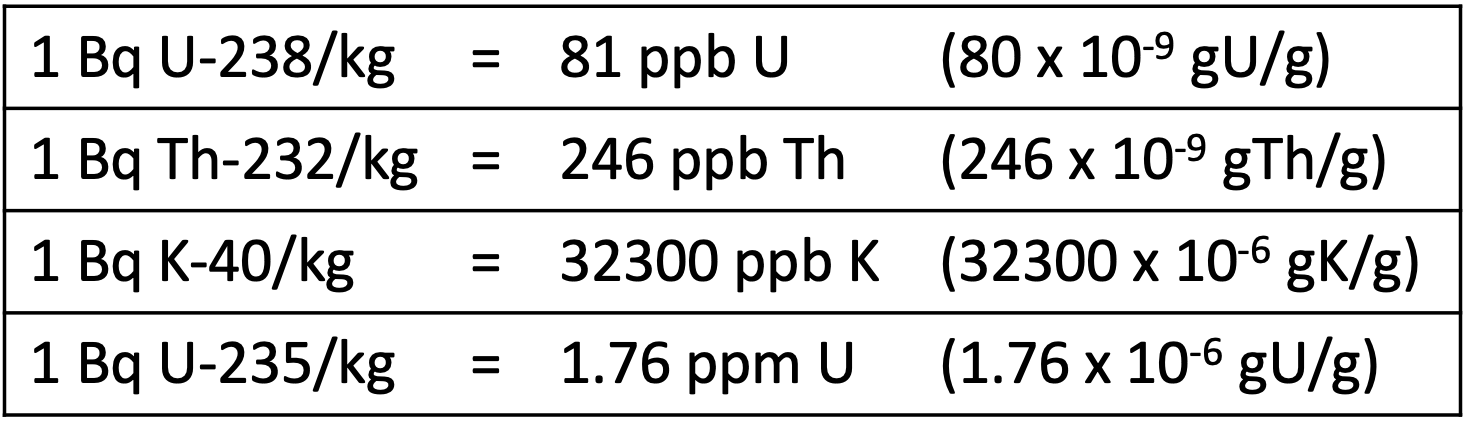 1 Bq U-238/kg = 81 ppb U (80 x 10⁻⁹ gU/g)
1 Bq Th-232/kg = 246 ppb Th (246 x 10⁻⁹ gTh/g)
1 Bq K-40/kg = 32300 ppb K (32300 x 10⁻⁶ gK/g)
1 Bq U-235/kg = 1.76 ppm U (1.76 x 10⁻⁶ gU/g)